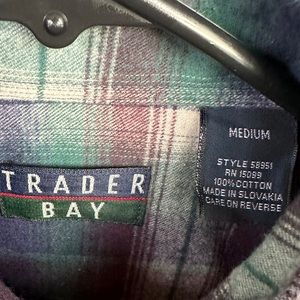 TRADER
BAY
MEDIUM
STYLE 58951
RN 15099
100% COTTON
MADE IN SLOVAKIA
CARE ON REVERSE